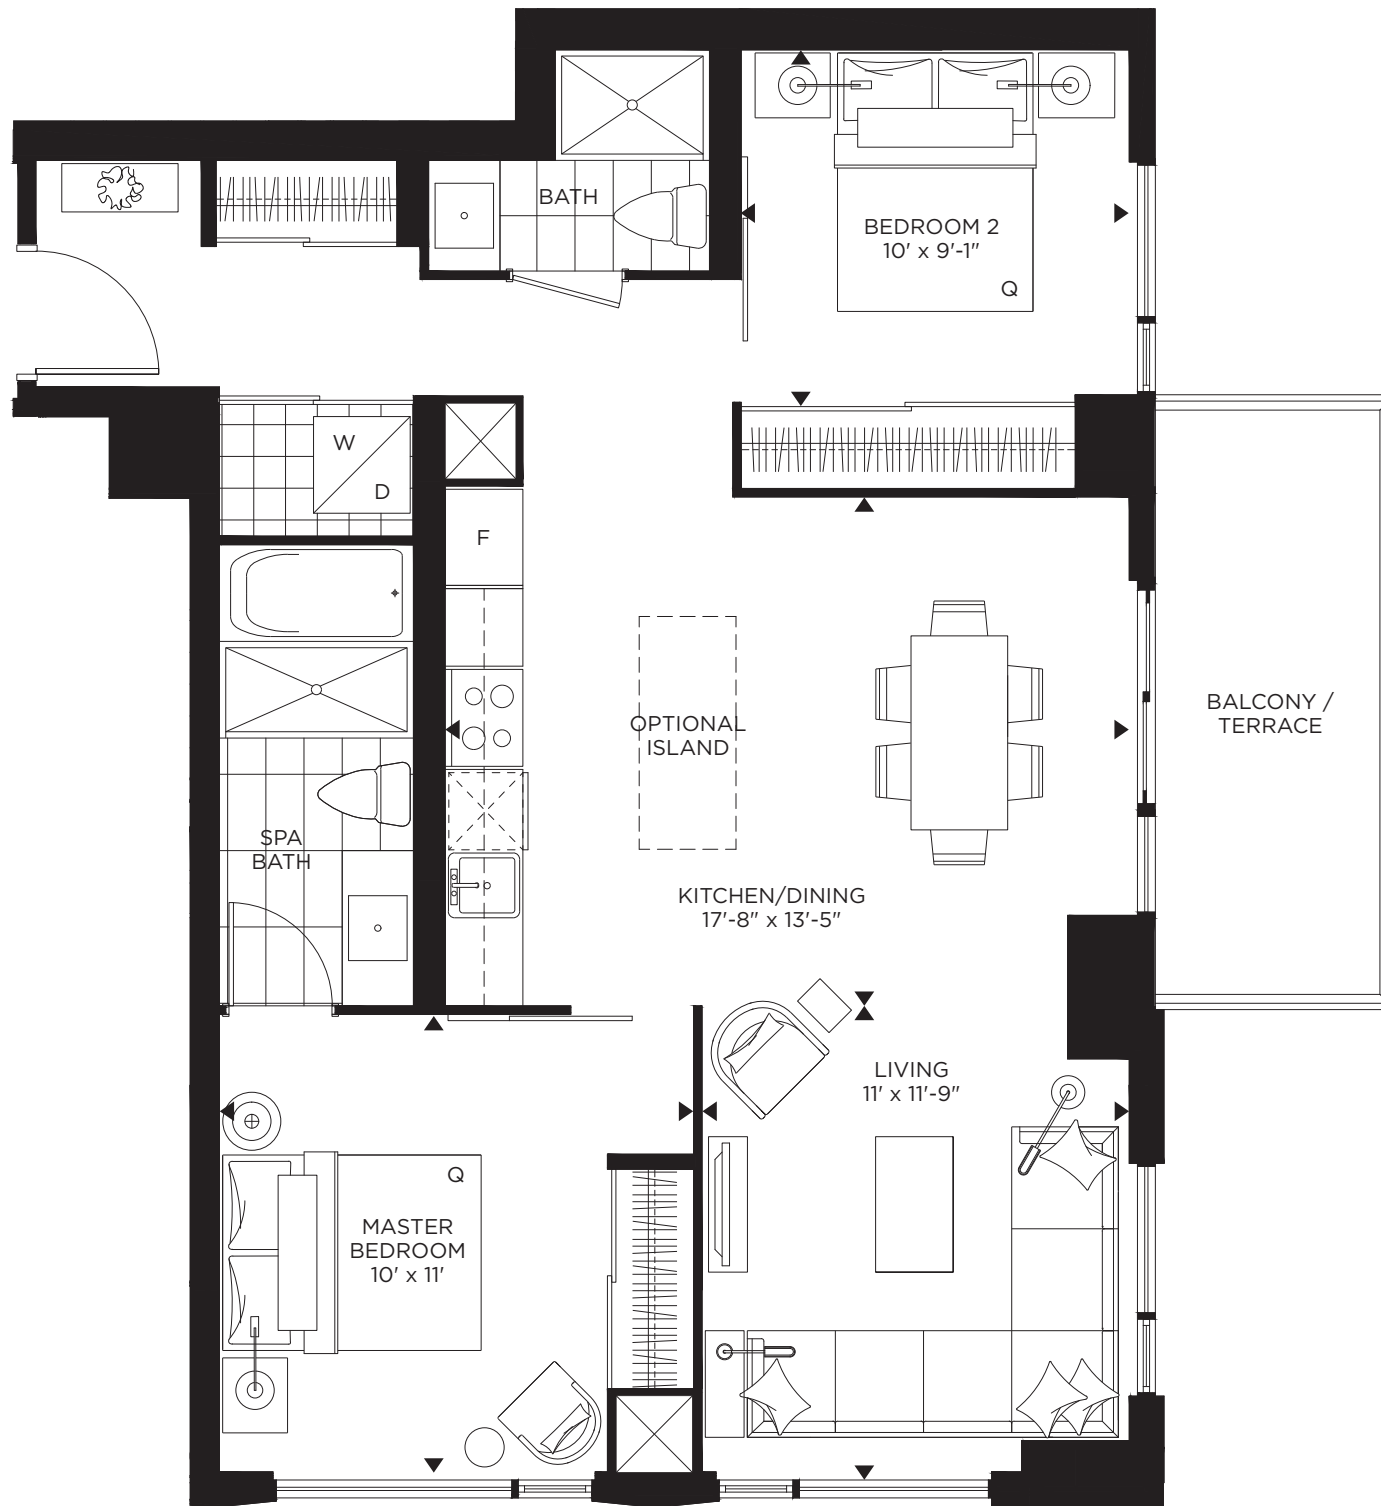 BATH
BEDROOM 2
10' x 9'-1"
Q
W
D
F
OPTIONAL
ISLAND
BALCONY /
TERRACE
SPA
BATH
KITCHEN/DINING
17'-8" x 13'-5"
LIVING
11' x 11'-9"
Q
MASTER
BEDROOM
10' x 11'